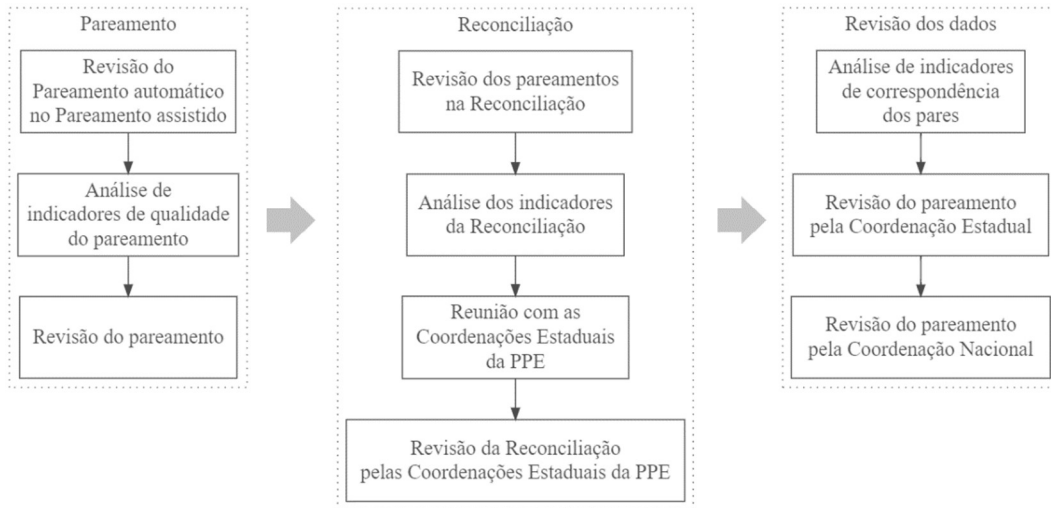 Pareamento
Revisão do
Pareamento automático
no Pareamento assistido
Análise de
indicadores de qualidade
do pareamento
Revisão do pareamento
Reconciliação
Revisão dos pareamentos
na Reconciliação
Análise dos indicadores
da Reconciliação
Reunião com as
Coordenações Estaduais
da PPE
Revisão da Reconciliação
pelas Coordenações Estaduais da PPE
Revisão dos dados
Análise de indicadores
de correspondência
dos pares
Revisão do pareamento
pela Coordenação Estadual
Revisão do pareamento
pela Coordenação Nacional